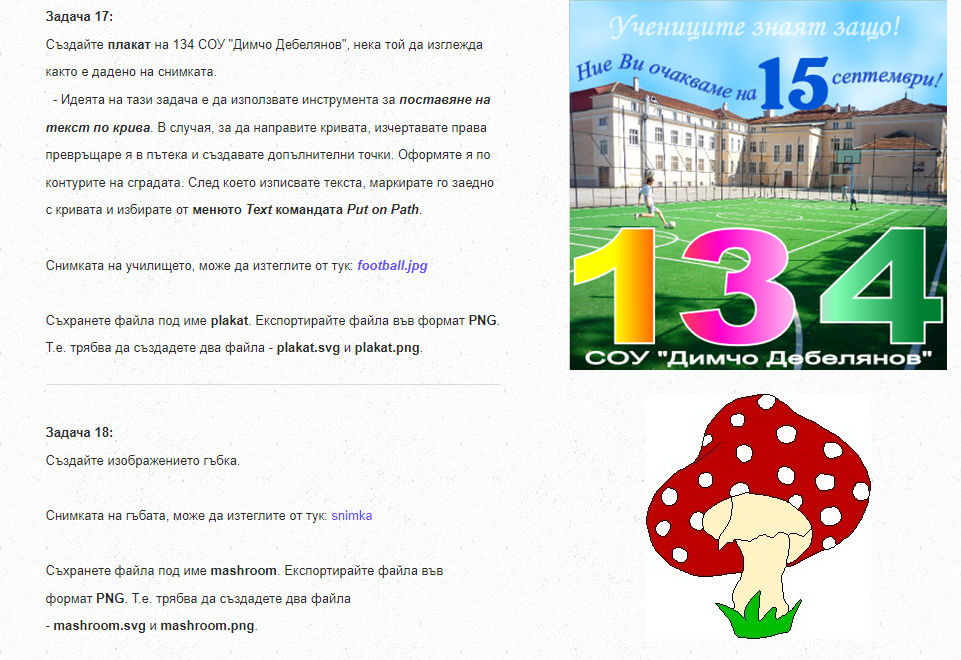 Задача 17:
Създайте плакат на 134 СОУ "Димчо Дебелянов", нека той да изглежда
както е дадено на снимката.
- Идеята на тази задача е да използвате инструмента за поставяне на
текст по крива. В случая, за да направите кривата, изчертавате права
превръщаре я в пътека и създавате допълнителни точки. Оформяте я по
контурите на сградата: След което изписвате текста, маркирате го заедно
с кривата и избирате от менюто Text командата Put on Path.
Снимката на училището, може да изтеглите от тук: football.jpg
Съхранете файла под име plakat. Експортирайте файла във формат PNG.
Т.е. трябва да създадете два файла - plakat.svg и plakat.png.
Учениците знаят защо!
Ние Ви очакваме на 15 септември!
134
СОУ "Димчо Дебелянов"
Задача 18:
Създайте изображението гъбка.
Снимката на гъбата, може да изтеглите от тук: snimka
Съхранете файла под име mashroom. Експортирайте файла във
формат PNG. Т.е. трябва да създадете два файла
- mashroom.svg и mashroom.png.